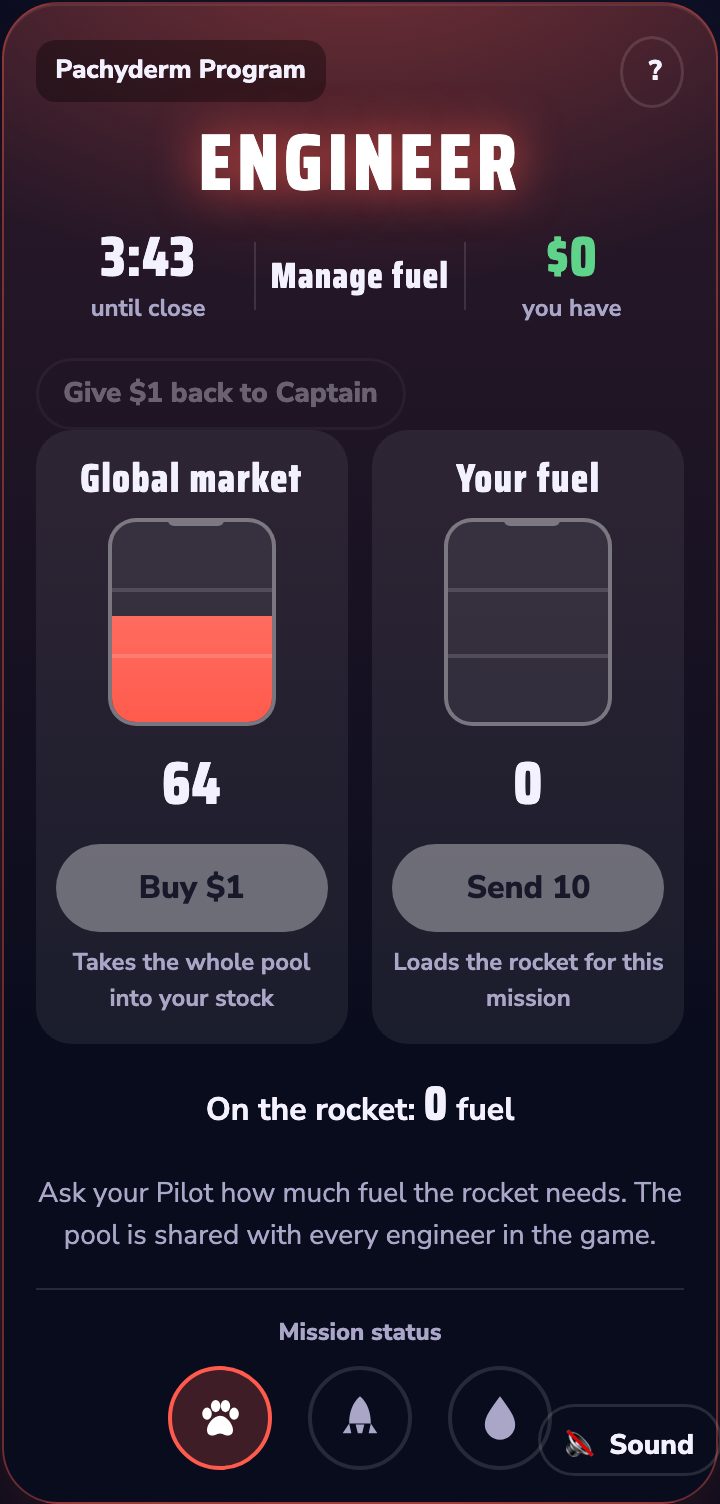 Pachyderm Program
?
ENGINEER
3:43
until close
Manage fuel
$0
you have
Give $1 back to Captain
Global market
64
Buy $1
Takes the whole pool
into your stock
Your fuel
0
Send 10
Loads the rocket for this
mission
On the rocket: 0 fuel
Ask your Pilot how much fuel the rocket needs. The
pool is shared with every engineer in the game.
Mission status
Sound